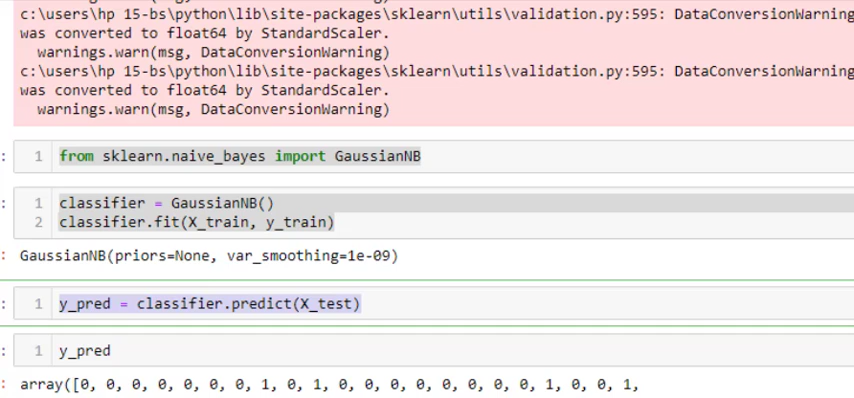 c:\users\hp 15-bs\python\lib\site-packages\sklearn\utils\validation.py:595: DataConversionWarning
was converted to float64 by StandardScaler.
warnings.warn(msg, DataConversionWarning)
c:\users\hp 15-bs\python\lib\site-packages\sklearn\utils\validation.py:595: DataConversionWarning
was converted to float64 by StandardScaler.
warnings.warn(msg, DataConversionWarning)
: 1 from sklearn.naive_bayes import GaussianNB
: 1 classifier = GaussianNB()
2 classifier.fit(X_train, y_train)
: GaussianNB(priors=None, var_smoothing=1e-09)
: 1 y_pred = classifier.predict(X_test)
: 1 y_pred
: array([0, 0, 0, 0, 0, 0, 0, 1, 0, 1, 0, 0, 0, 0, 0, 0, 0, 0, 1, 0, 0, 1,